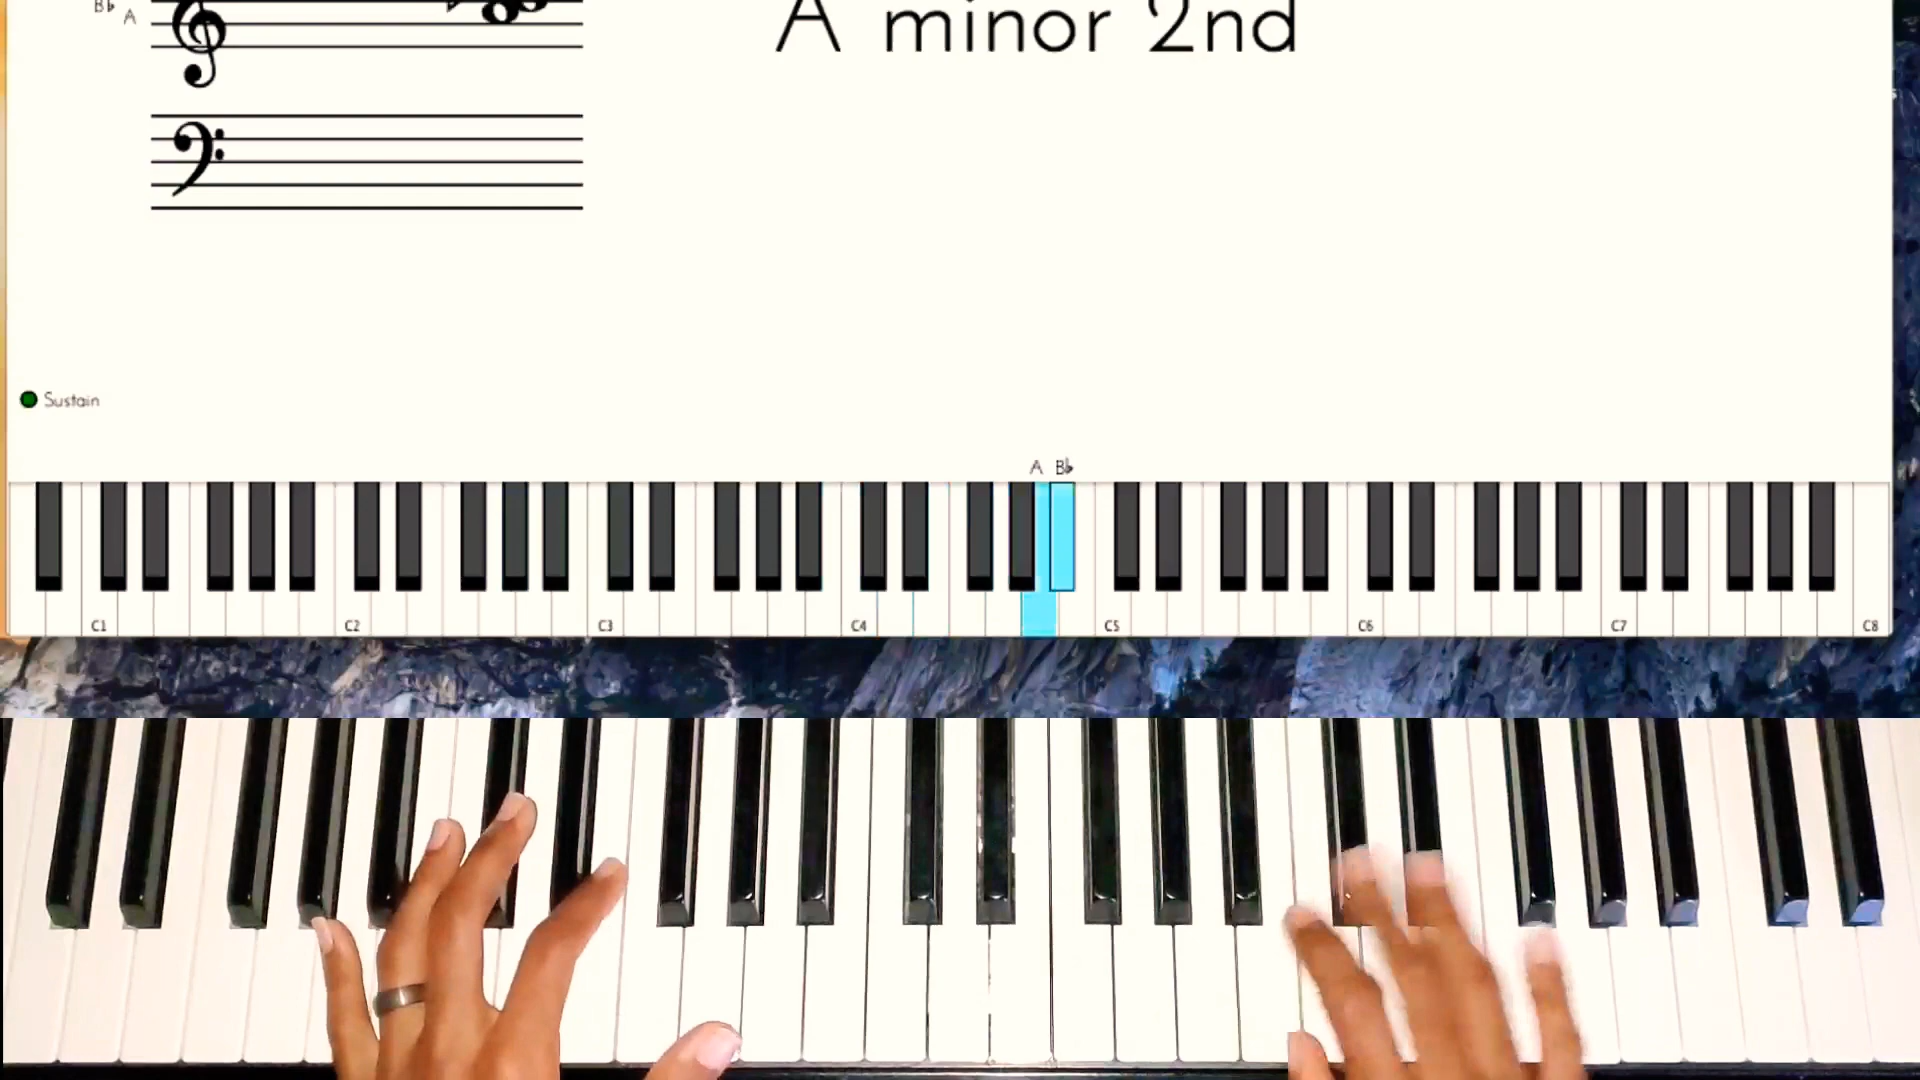 B♭ A
A minor 2nd
Sustain
A B♭
C1 C2 C3 C4 C5 C6 C7 C8